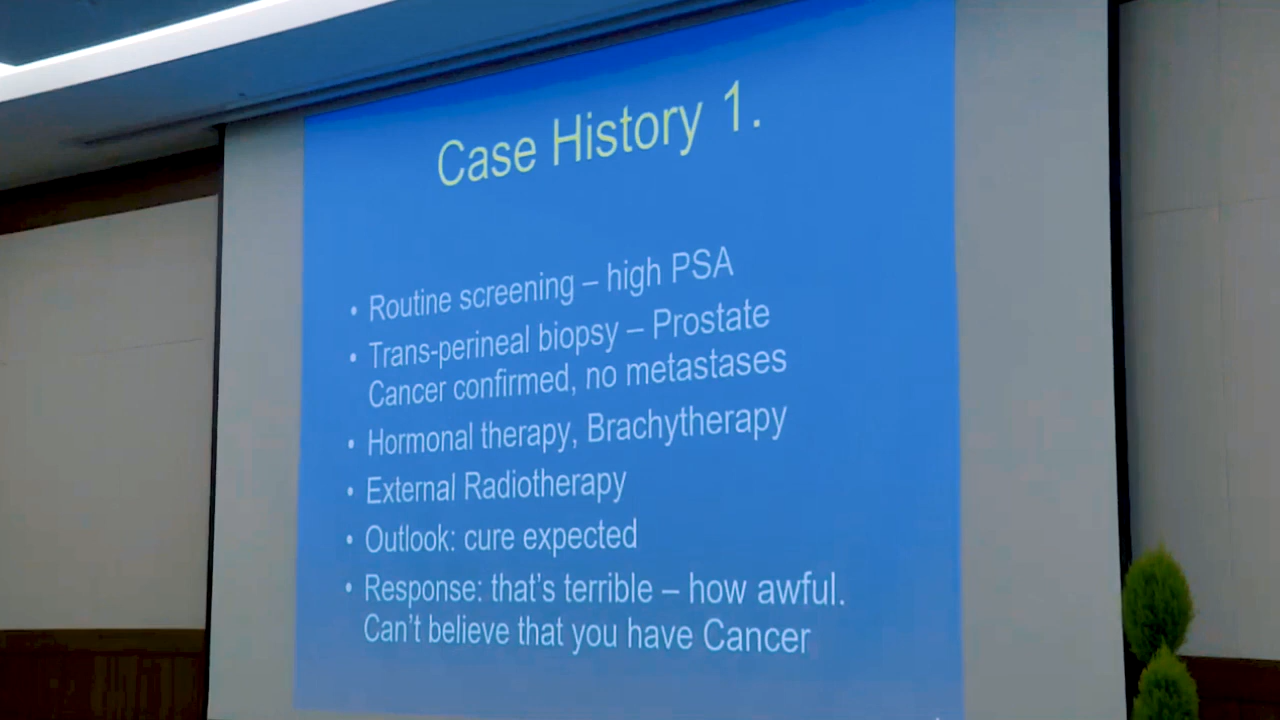 Case History 1.
• Routine screening – high PSA
• Trans-perineal biopsy – Prostate
Cancer confirmed, no metastases
• Hormonal therapy, Brachytherapy
• External Radiotherapy
• Outlook: cure expected
• Response: that's terrible – how awful.
Can't believe that you have Cancer